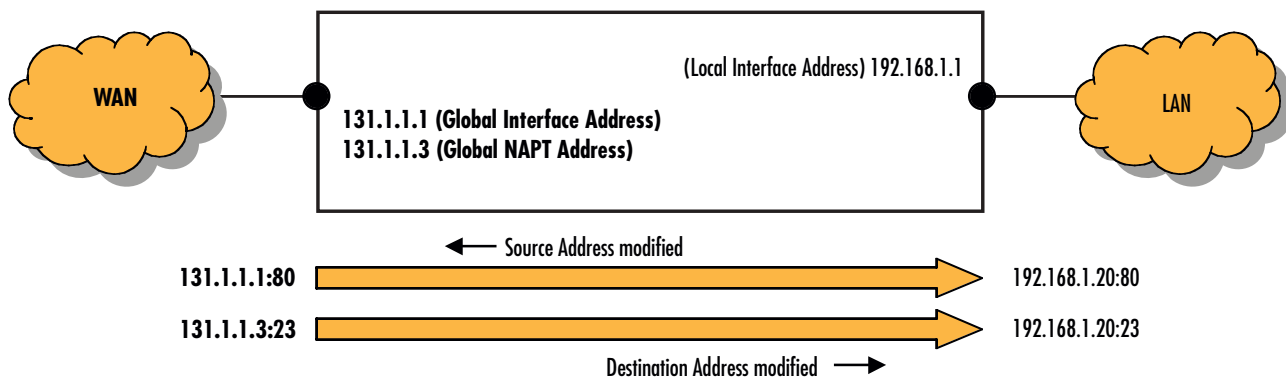 WAN
(Local Interface Address) 192.168.1.1
LAN
131.1.1.1 (Global Interface Address)
131.1.1.3 (Global NAPT Address)
Source Address modified
131.1.1.1:80
192.168.1.20:80
131.1.1.3:23
192.168.1.20:23
Destination Address modified